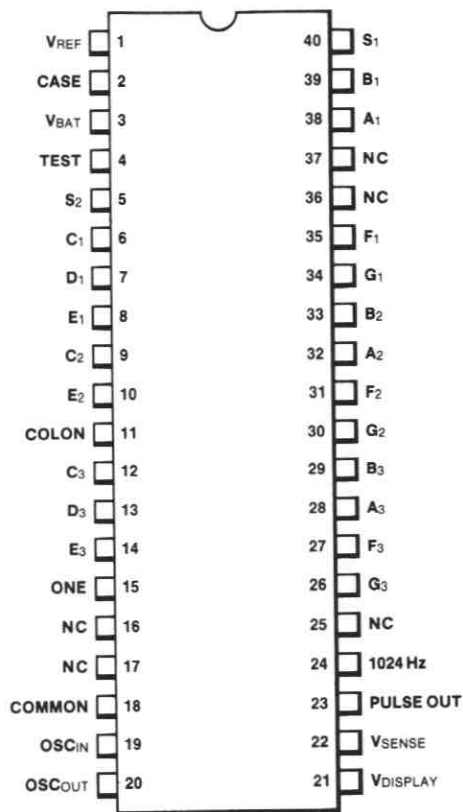 VREF 1 40 S1
CASE 2 39 B1
VBAT 3 38 A1
TEST 4 37 NC
S2 5 36 NC
C1 6 35 F1
D1 7 34 G1
E1 8 33 B2
C2 9 32 A2
E2 10 31 F2
COLON 11 30 G2
C3 12 29 B3
D3 13 28 A3
E3 14 27 F3
ONE 15 26 G3
NC 16 25 NC
NC 17 24 1024 Hz
COMMON 18 23 PULSE OUT
OSCIN 19 22 VSENSE
OSCOUT 20 21 VDISPLAY